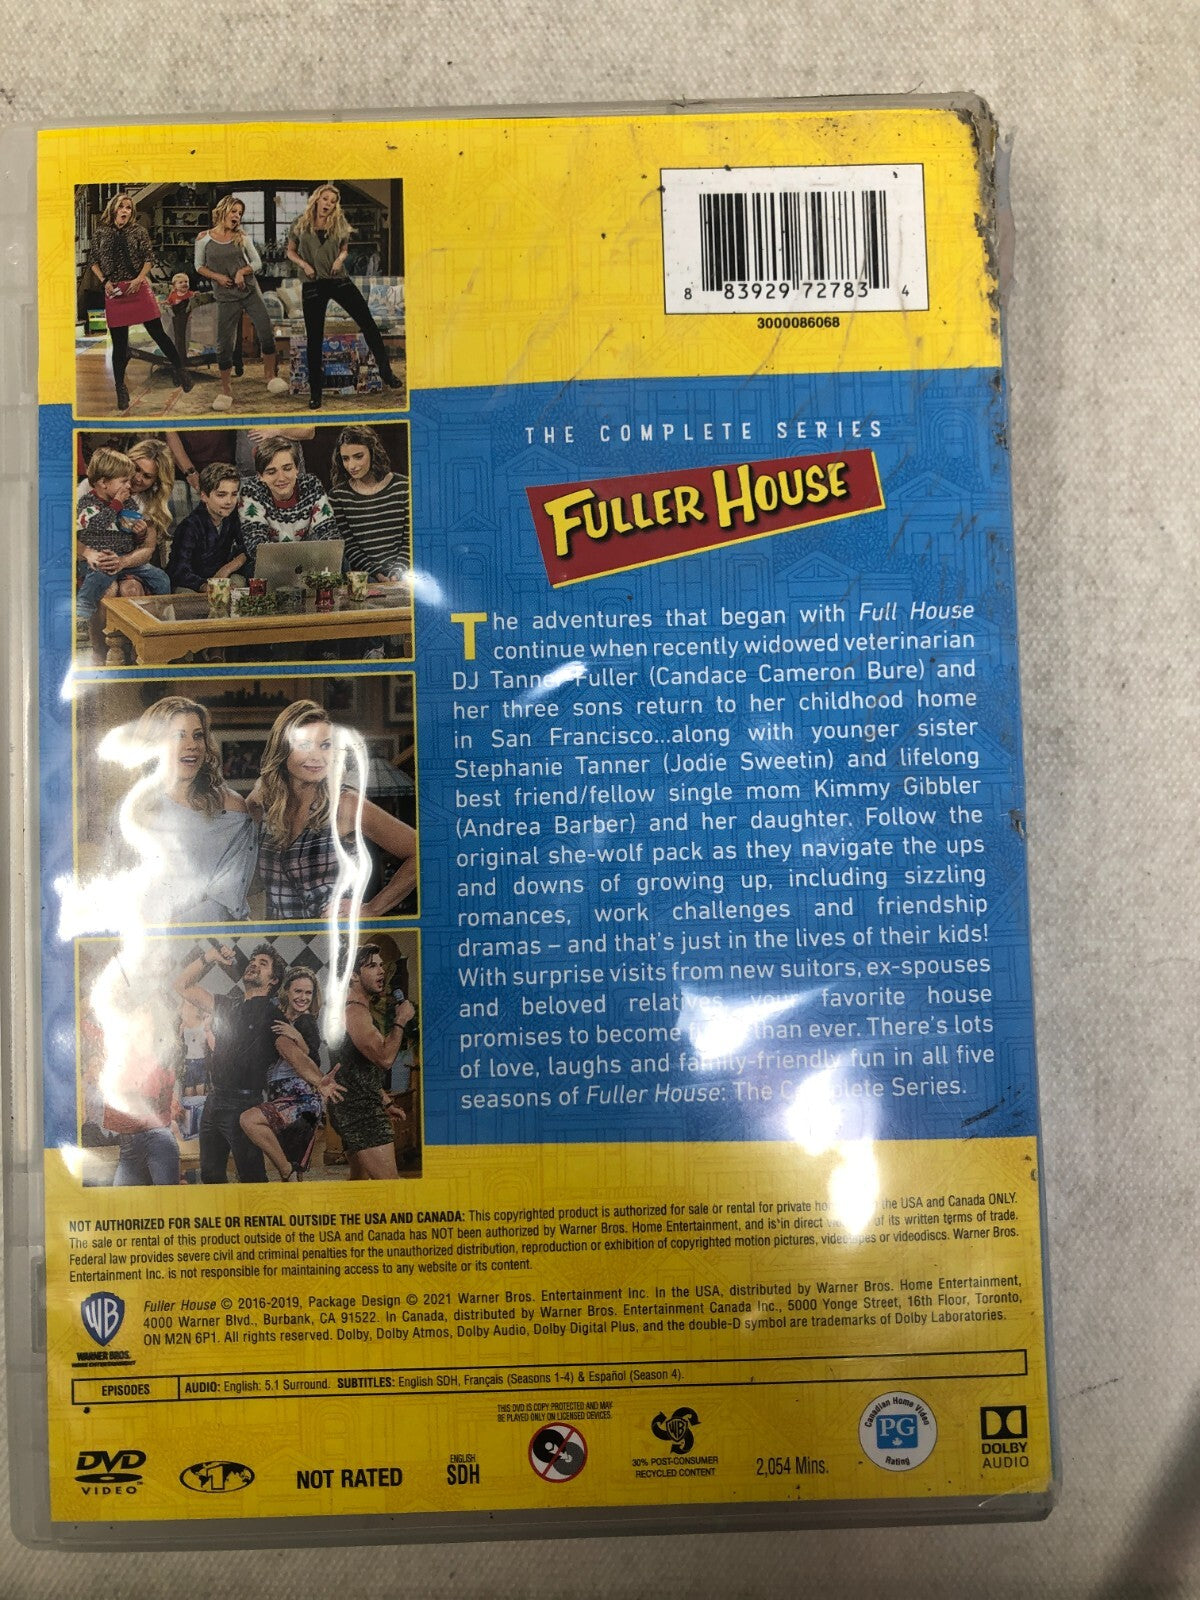 8 83929 72783 4
3000086068
THE COMPLETE SERIES
FULLER HOUSE
The adventures that began with Full House
continue when recently widowed veterinarian
DJ Tanner Fuller (Candace Cameron Bure) and
her three sons return to her childhood home
in San Francisco...along with younger sister
Stephanie Tanner (Jodie Sweetin) and lifelong
best friend/fellow single mom Kimmy Gibbler
(Andrea Barber) and her daughter. Follow the
original she-wolf pack as they navigate the ups
and downs of growing up, including sizzling
romances, work challenges and friendship
dramas – and that's just in the lives of their kids!
With surprise visits from new suitors, ex-spouses
and beloved relatives, your favorite house
promises to become than ever. There's lots
of love, laughs and family-friendly fun in all five
seasons of Fuller House: The Complete Series.
NOT AUTHORIZED FOR SALE OR RENTAL OUTSIDE THE USA AND CANADA: This copyrighted product is authorized for sale or rental for private the USA and Canada ONLY.
The sale or rental of this product outside of the USA and Canada has NOT been authorized by Warner Bros. Home Entertainment, and is in direct of its written terms of trade.
Federal law provides severe civil and criminal penalties for the unauthorized distribution, reproduction or exhibition of copyrighted motion pictures, videotapes or videodiscs. Warner Bros.
Entertainment Inc. is not responsible for maintaining access to any website or its content.
WB
WARNER BROS.
HOME ENTERTAINMENT
Fuller House © 2016-2019, Package Design © 2021 Warner Bros. Entertainment Inc. In the USA, distributed by Warner Bros. Home Entertainment,
4000 Warner Blvd., Burbank, CA 91522. In Canada, distributed by Warner Bros. Entertainment Canada Inc., 5000 Yonge Street, 16th Floor, Toronto,
ON M2N 6P1. All rights reserved. Dolby, Dolby Atmos, Dolby Audio, Dolby Digital Plus, and the double-D symbol are trademarks of Dolby Laboratories.
EPISODES AUDIO: English: 5.1 Surround. SUBTITLES: English SDH, Français (Seasons 1-4) & Español (Season 4).
DVD
VIDEO
1
NOT RATED
ENGLISH
SDH
THIS DVD IS COPY PROTECTED AND MAY
BE PLAYED ONLY ON LICENSED DEVICES.
WB
30% POST-CONSUMER
RECYCLED CONTENT
2,054 Mins.
Canadian Home Video
PG
Rating
DOLBY
AUDIO